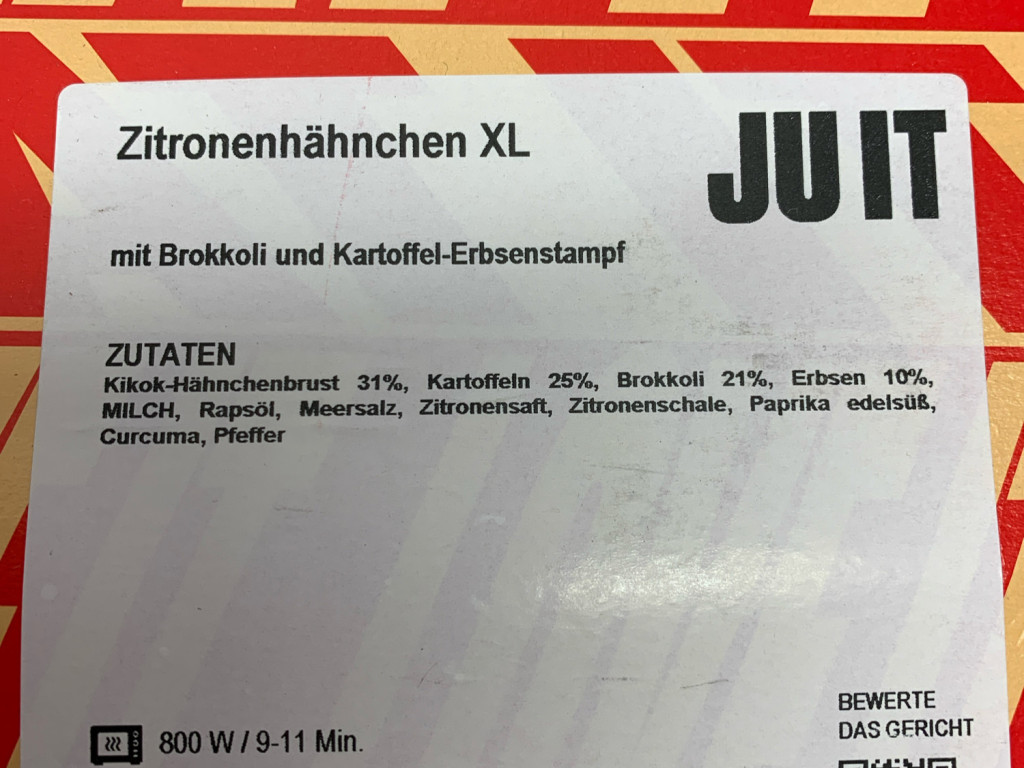 Zitronenhähnchen XL
JU IT
mit Brokkoli und Kartoffel-Erbsenstampf
ZUTATEN
Kikok-Hähnchenbrust 31%, Kartoffeln 25%, Brokkoli 21%, Erbsen 10%,
MILCH, Rapsöl, Meersalz, Zitronensaft, Zitronenschale, Paprika edelsüß,
Curcuma, Pfeffer
BEWERTE
DAS GERICHT
800 W / 9-11 Min.